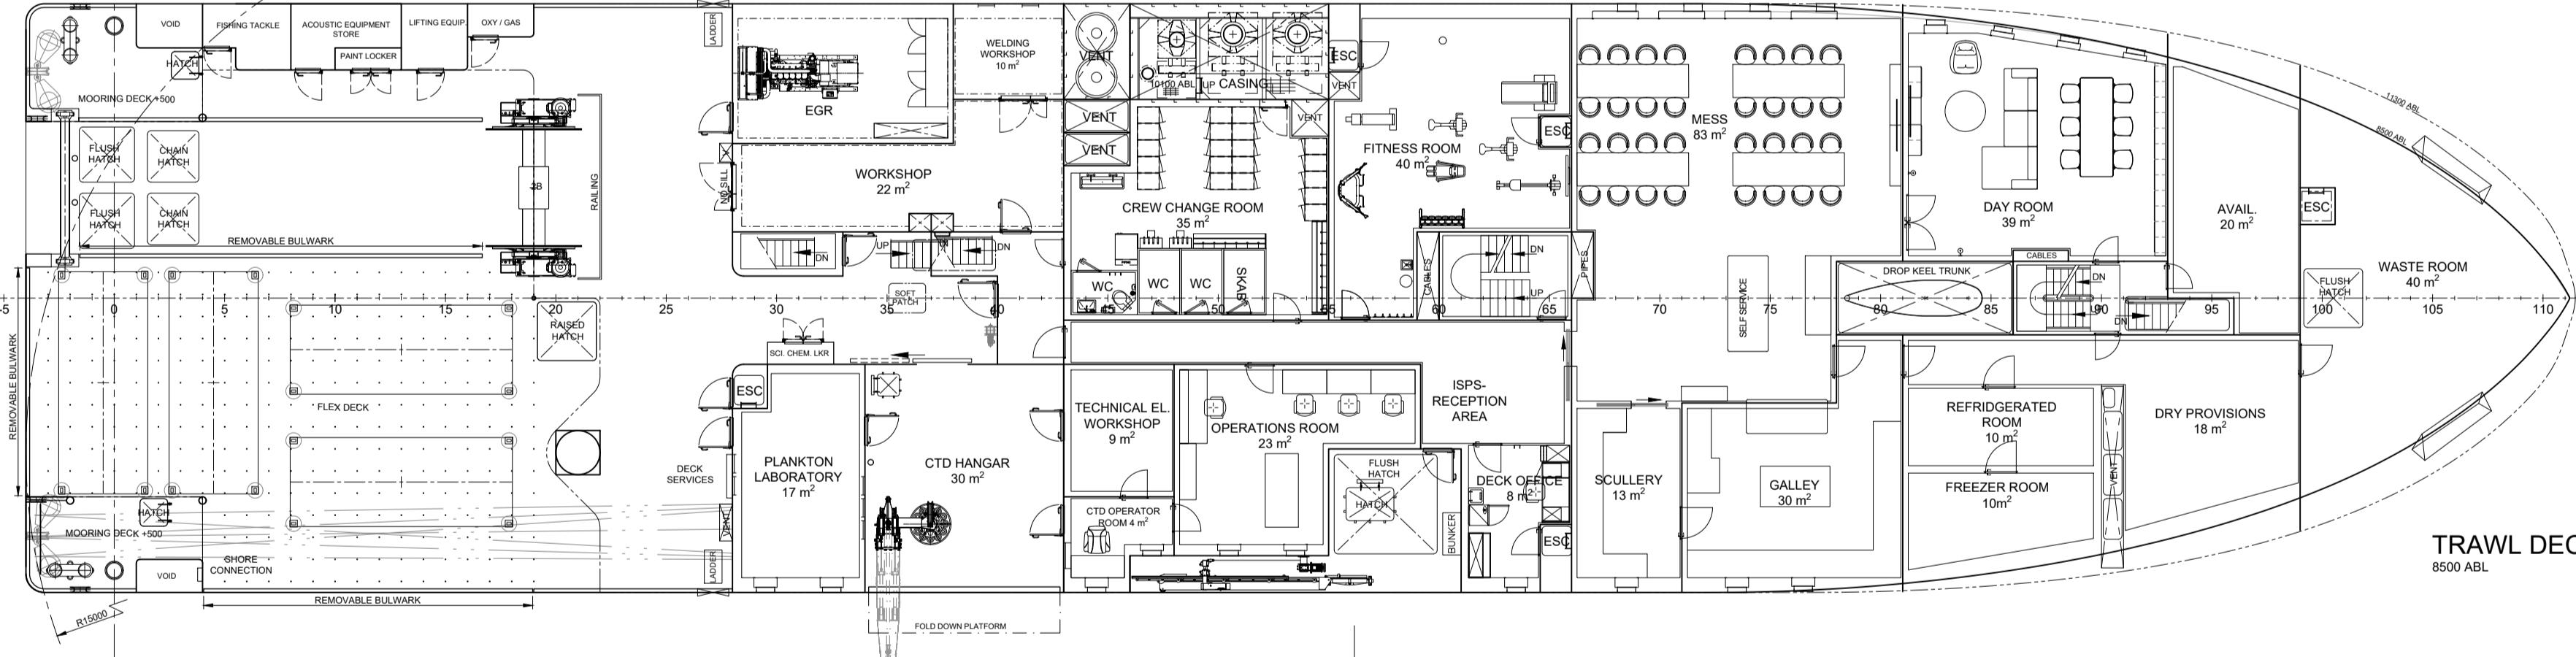 VOID
FISHING TACKLE
ACOUSTIC EQUIPMENT
STORE
LIFTING EQUIP
OXY / GAS
PAINT LOCKER
HATCH
MOORING DECK +500
LADDER
FLUSH
HATCH
CHAIN
HATCH
FLUSH
HATCH
CHAIN
HATCH
REMOVABLE BULWARK
RAILING
NO SILL
EGR
WELDING
WORKSHOP
10 m²
WORKSHOP
22 m²
DN
UP
DN
VENT
VENT
VENT
10100 ABL
UP
CASING
ESC
VENT
VENT
CREW CHANGE ROOM
35 m²
WC
WC
WC
SKAB
FITNESS ROOM
40 m²
ESC
CABLES
DN
UP
PIPES
MESS
83 m²
SELF SERVICE
DAY ROOM
39 m²
CABLES
DROP KEEL TRUNK
DN
DN
AVAIL.
20 m²
ESC
11300 ABL
8500 ABL
WASTE ROOM
40 m²
FLUSH
HATCH
-5
0
5
10
15
20
25
30
35
40
45
50
55
60
65
70
75
80
85
90
95
100
105
110
REMOVABLE BULWARK
FLEX DECK
RAISED
HATCH
SOFT
PATCH
SCI. CHEM. LKR
ESC
DECK
SERVICES
PLANKTON
LABORATORY
17 m²
CTD HANGAR
30 m²
TECHNICAL EL.
WORKSHOP
9 m²
CTD OPERATOR
ROOM 4 m²
OPERATIONS ROOM
23 m²
ISPS-
RECEPTION
AREA
FLUSH
HATCH
HATCH
BUNKER
DECK OFFICE
8 m²
ESC
SCULLERY
13 m²
GALLEY
30 m²
REFRIDGERATED
ROOM
10 m²
FREEZER ROOM
10m²
VENT
DRY PROVISIONS
18 m²
HATCH
MOORING DECK +500
VOID
SHORE
CONNECTION
VENT
LADDER
REMOVABLE BULWARK
R15000
FOLD DOWN PLATFORM
TRAWL DEC
8500 ABL